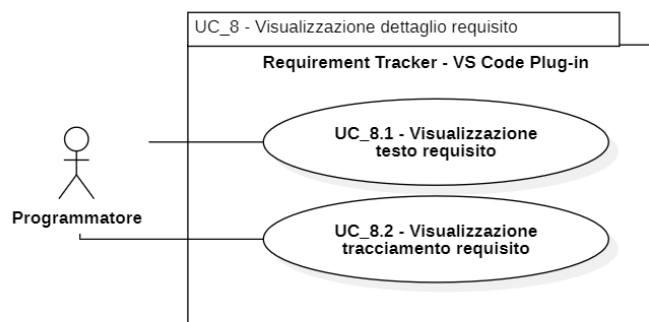 UC_8 - Visualizzazione dettaglio requisito
Requirement Tracker - VS Code Plug-in
UC_8.1 - Visualizzazione
testo requisito
Programmatore
UC_8.2 - Visualizzazione
tracciamento requisito